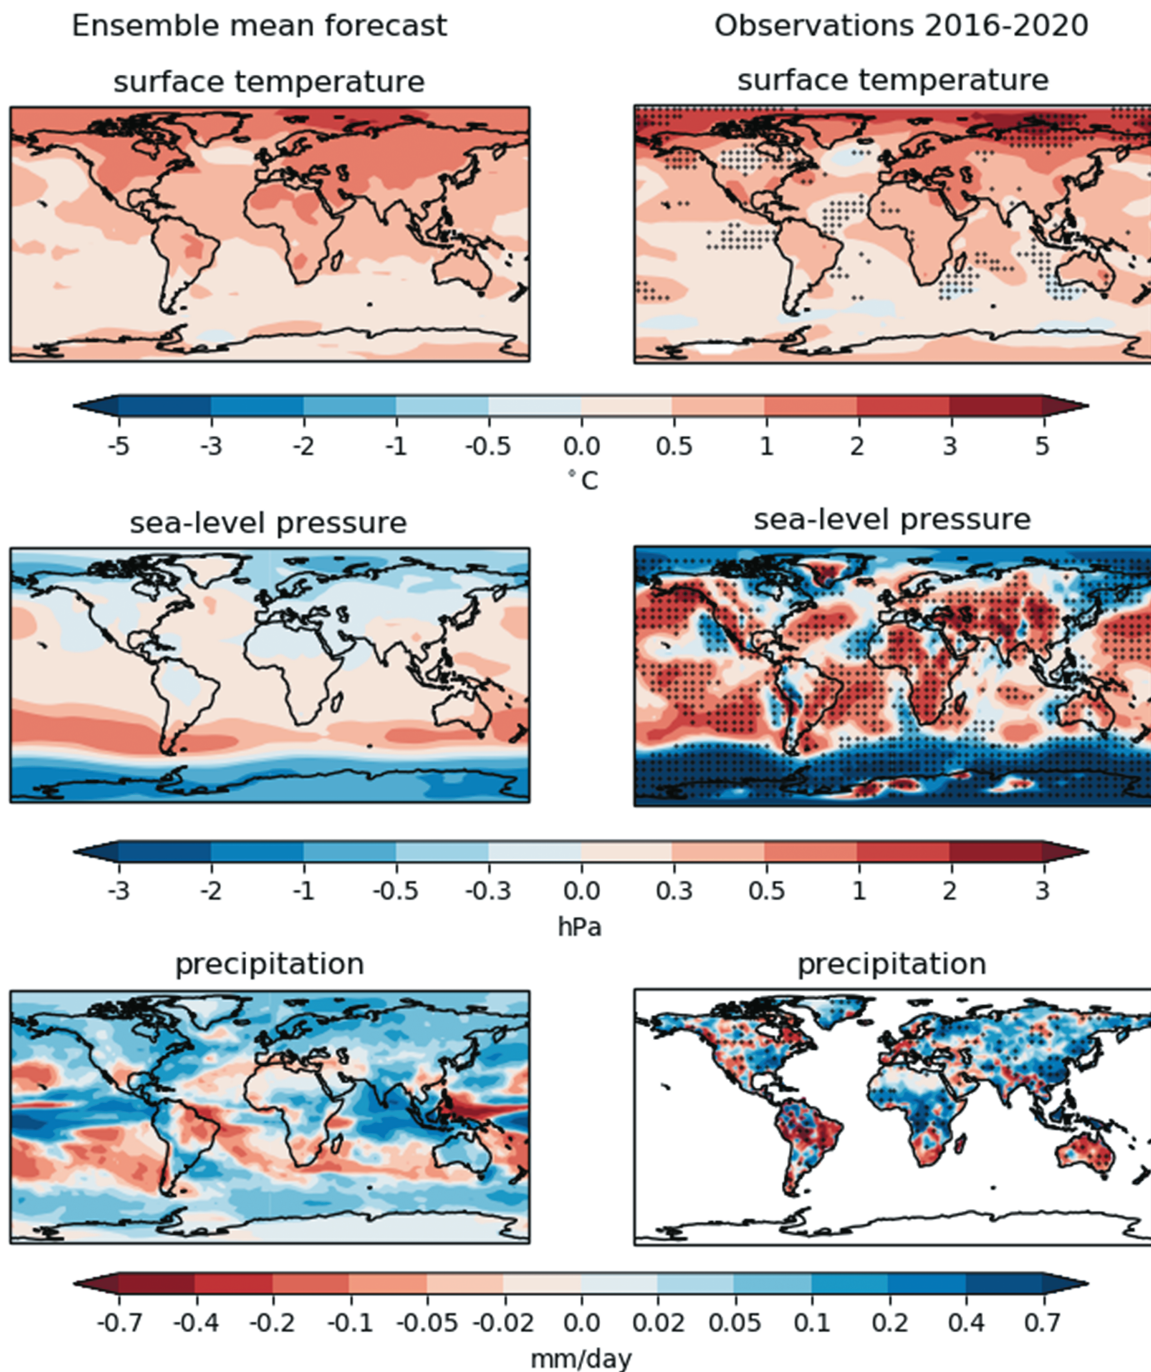 Ensemble mean forecast
Observations 2016-2020
surface temperature
surface temperature
-5 -3 -2 -1 -0.5 0.0 0.5 1 2 3 5
°C
sea-level pressure
sea-level pressure
-3 -2 -1 -0.5 -0.3 0.0 0.3 0.5 1 2 3
hPa
precipitation
precipitation
-0.7 -0.4 -0.2 -0.1 -0.05 -0.02 0.0 0.02 0.05 0.1 0.2 0.4 0.7
mm/day